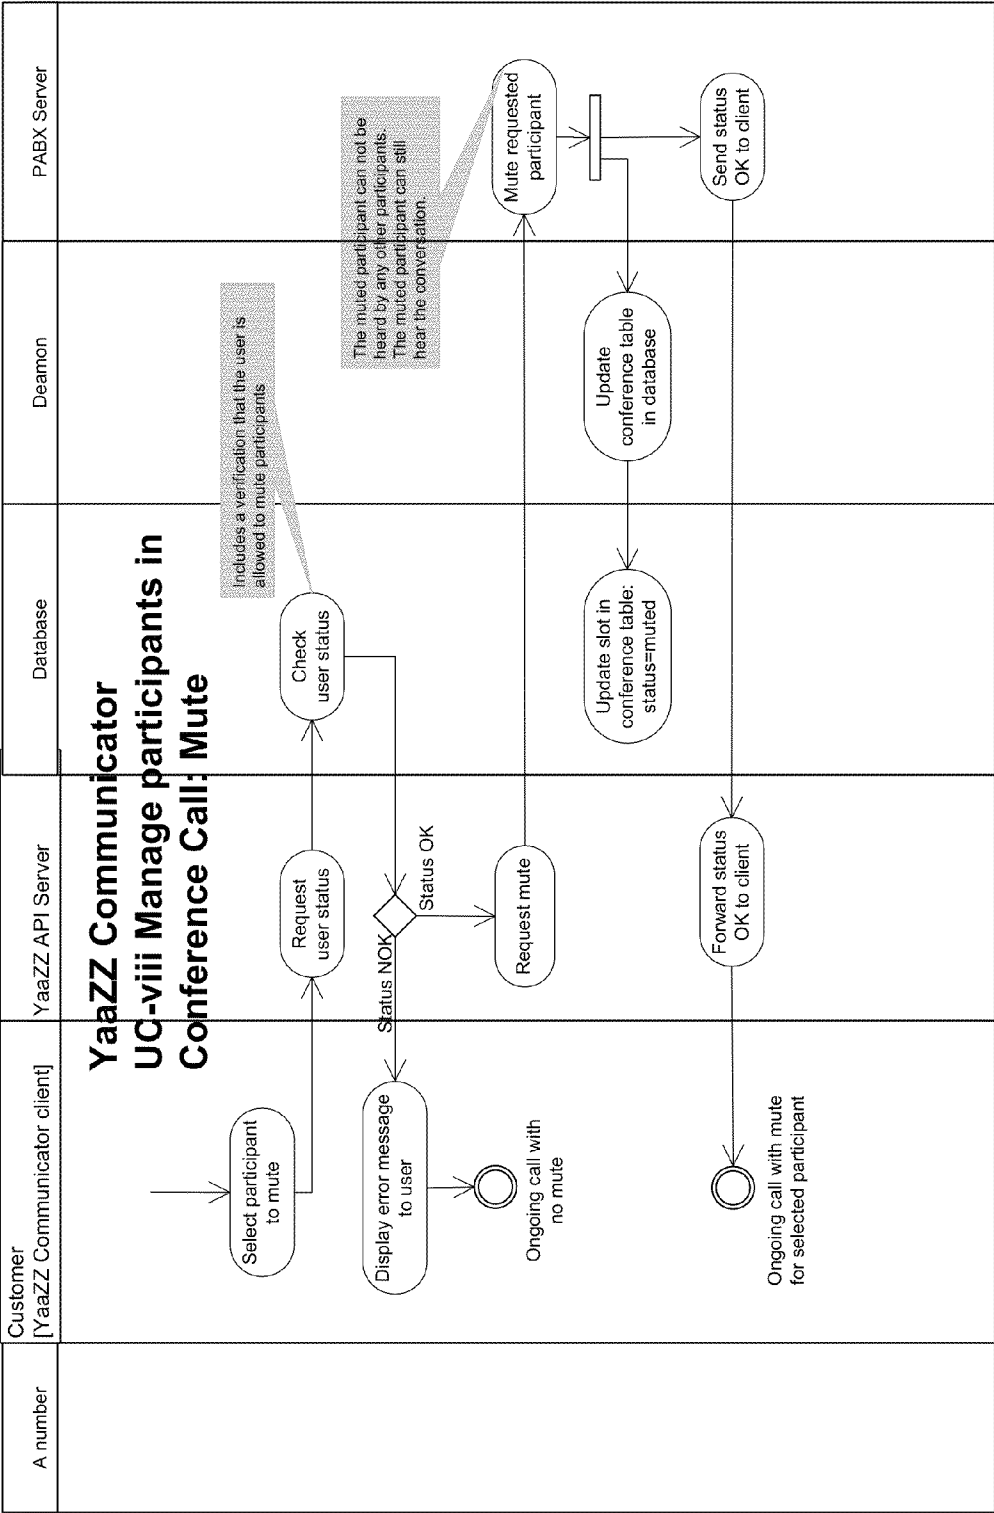 A number
Customer
[YaaZZ Communicator client]
YaaZZ API Server
Database
Deamon
PABX Server
YaaZZ Communicator
UC-viii Manage participants in
Conference Call: Mute
Includes a verification that the user is
allowed to mute participants
Select participant
to mute
Request
user status
Check
user status
The muted participant can not be
heard by any other participants.
The muted participant can still
hear the conversation.
Status NOK
Status OK
Display error message
to user
Request mute
Mute requested
participant
Ongoing call with
no mute
Update slot in
conference table:
status=muted
Update
conference table
in database
Forward status
OK to client
Send status
OK to client
Ongoing call with mute
for selected participant